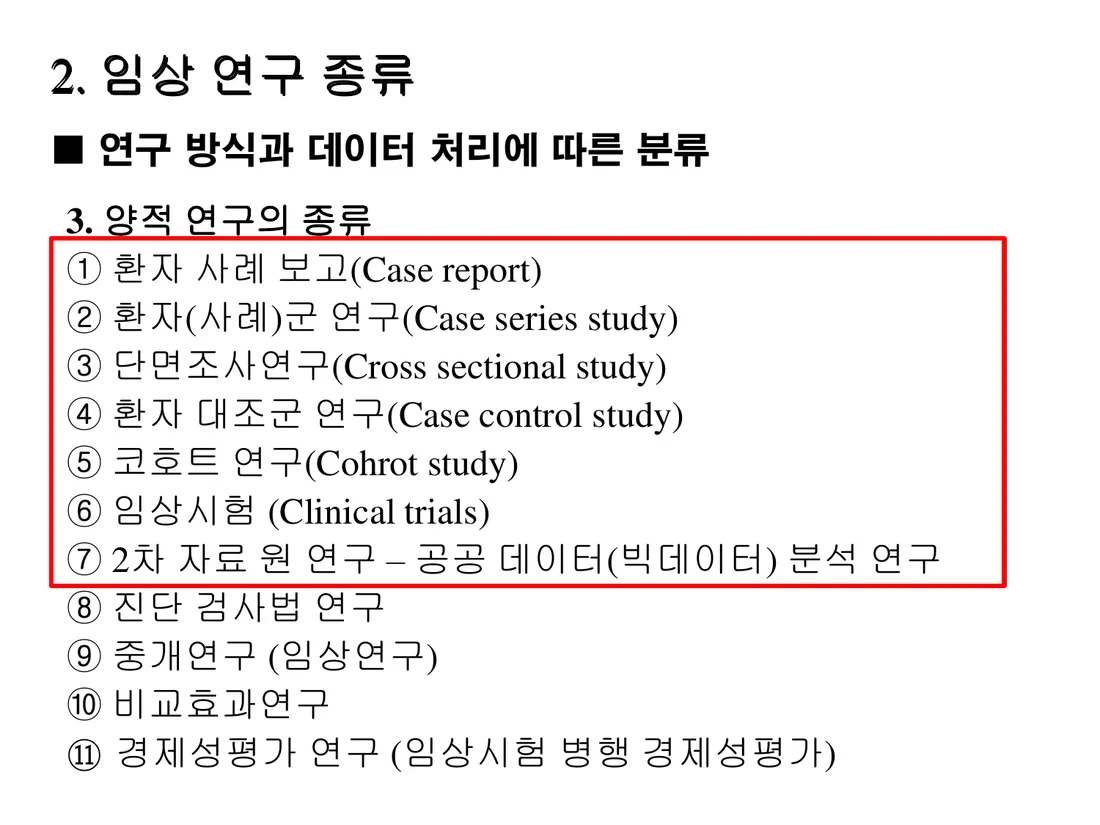 2. 임상 연구 종류
■ 연구 방식과 데이터 처리에 따른 분류
3. 양적 연구의 종류
① 환자 사례 보고(Case report)
② 환자(사례)군 연구(Case series study)
③ 단면조사연구(Cross sectional study)
④ 환자 대조군 연구(Case control study)
⑤ 코호트 연구(Cohrot study)
⑥ 임상시험 (Clinical trials)
⑦ 2차 자료 원 연구 – 공공 데이터(빅데이터) 분석 연구
⑧ 진단 검사법 연구
⑨ 중개연구 (임상연구)
⑩ 비교효과연구
⑪ 경제성평가 연구 (임상시험 병행 경제성평가)